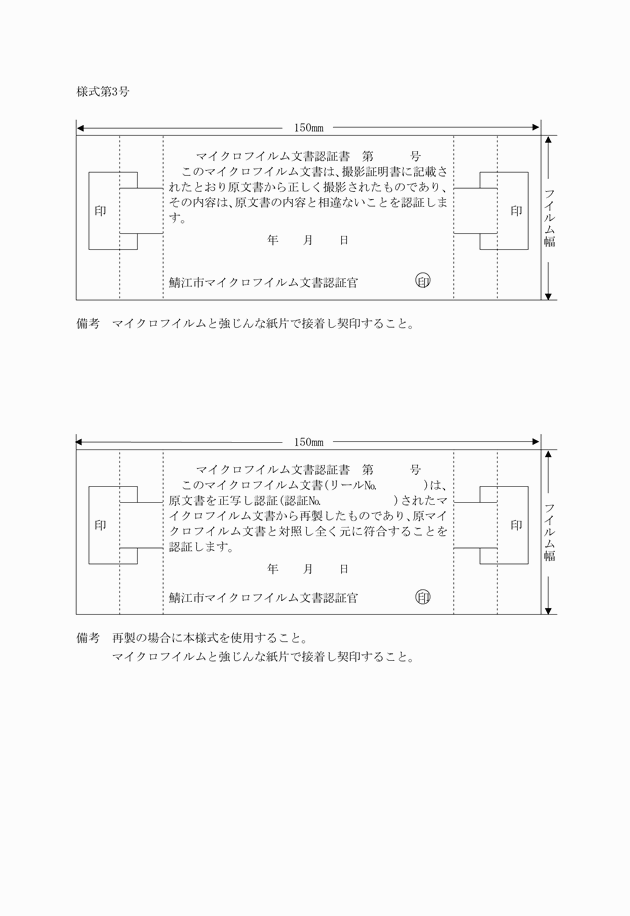 様式第3号
150mm
マイクロフイルム文書認証書　第　　　号
このマイクロフイルム文書は、撮影証明書に記載さ
れたとおり原文書から正しく撮影されたものであり、
その内容は、原文書の内容と相違ないことを認証しま
す。
年　　月　　日
鯖江市マイクロフイルム文書認証官　　　　　印
印
印
フイルム幅
備考　マイクロフイルムと強じんな紙片で接着し契印すること。
150mm
マイクロフイルム文書認証書　第　　　号
このマイクロフイルム文書(リール№　　　　)は、
原文書を正写し認証(認証№　　　　　　)されたマ
イクロフイルム文書から再製したものであり、原マイ
クロフイルム文書と対照し全く元に符合することを
認証します。
年　　月　　日
鯖江市マイクロフイルム文書認証官　　　　　印
印
印
フイルム幅
備考　再製の場合に本様式を使用すること。
マイクロフイルムと強じんな紙片で接着し契印すること。